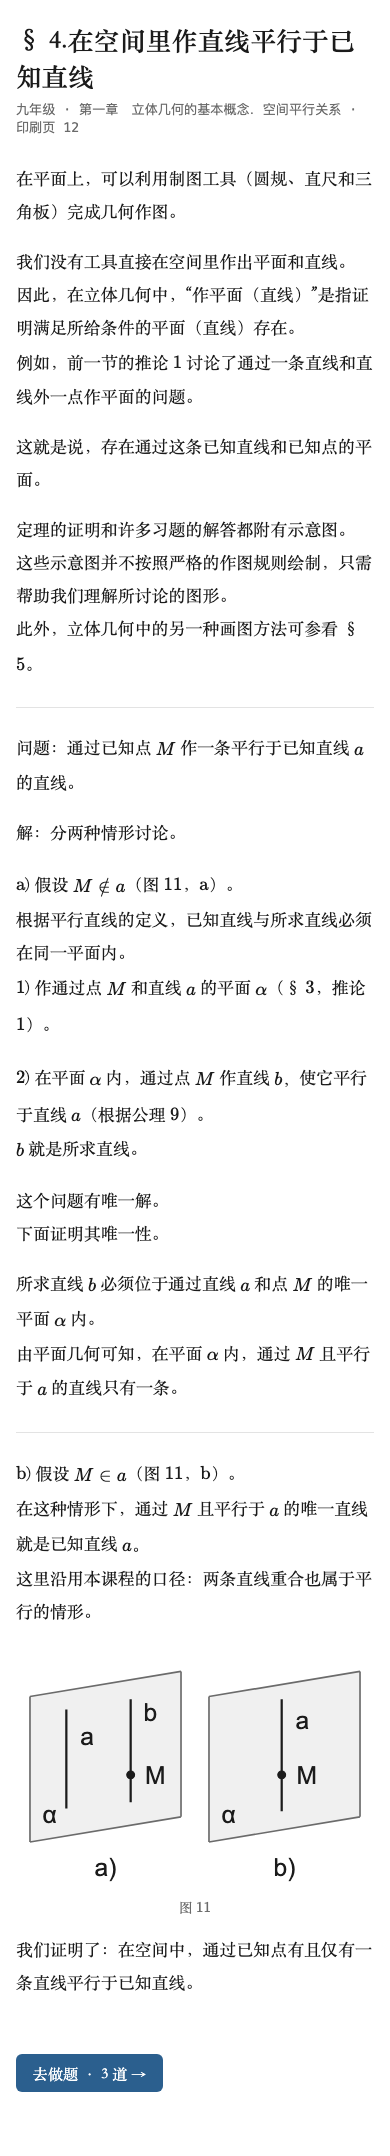 § 4.在空间里作直线平行于已
知直线
九年级 · 第一章 立体几何的基本概念. 空间平行关系 ·
印刷页 12
在平面上，可以利用制图工具（圆规、直尺和三
角板）完成几何作图。
我们没有工具直接在空间里作出平面和直线。
因此，在立体几何中，“作平面（直线）”是指证
明满足所给条件的平面（直线）存在。
例如，前一节的推论 1 讨论了通过一条直线和直
线外一点作平面的问题。
这就是说，存在通过这条已知直线和已知点的平
面。
定理的证明和许多习题的解答都附有示意图。
这些示意图并不按照严格的作图规则绘制，只需
帮助我们理解所讨论的图形。
此外，立体几何中的另一种画图方法可参看 §
5。
问题：通过已知点 M 作一条平行于已知直线 a
的直线。
解：分两种情形讨论。
a) 假设 M ∉ a（图 11，a）。
根据平行直线的定义，已知直线与所求直线必须
在同一平面内。
1) 作通过点 M 和直线 a 的平面 α（§ 3，推论
1）。
2) 在平面 α 内，通过点 M 作直线 b，使它平行
于直线 a（根据公理 9）。
b 就是所求直线。
这个问题有唯一解。
下面证明其唯一性。
所求直线 b 必须位于通过直线 a 和点 M 的唯一
平面 α 内。
由平面几何可知，在平面 α 内，通过 M 且平行
于 a 的直线只有一条。
b) 假设 M ∈ a（图 11，b）。
在这种情形下，通过 M 且平行于 a 的唯一直线
就是已知直线 a。
这里沿用本课程的口径：两条直线重合也属于平
行的情形。
a b M α
a M α
a) b)
图 11
我们证明了：在空间中，通过已知点有且仅有一
条直线平行于已知直线。
去做题 · 3 道 →